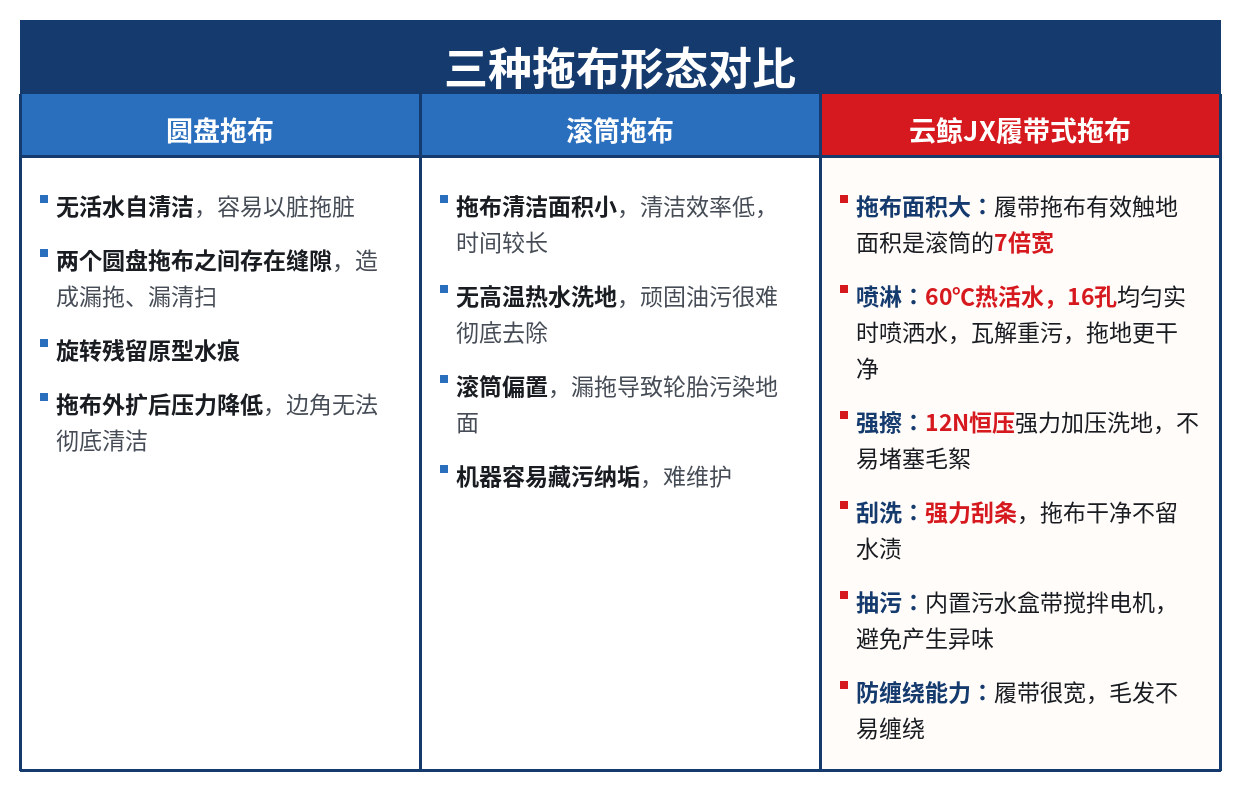 三种拖布形态对比
圆盘拖布
无活水自清洁，容易以脏拖脏
两个圆盘拖布之间存在缝隙，造
成漏拖、漏清扫
旋转残留原型水痕
拖布外扩后压力降低，边角无法
彻底清洁
滚筒拖布
拖布清洁面积小，清洁效率低，
时间较长
无高温热水洗地，顽固油污很难
彻底去除
滚筒偏置，漏拖导致轮胎污染地
面
机器容易藏污纳垢，难维护
云鲸JX履带式拖布
拖布面积大：履带拖布有效触地
面积是滚筒的7倍宽
喷淋：60℃热活水，16孔均匀实
时喷洒水，瓦解重污，拖地更干
净
强擦：12N恒压强力加压洗地，不
易堵塞毛絮
刮洗：强力刮条，拖布干净不留
水渍
抽污：内置污水盒带搅拌电机，
避免产生异味
防缠绕能力：履带很宽，毛发不
易缠绕